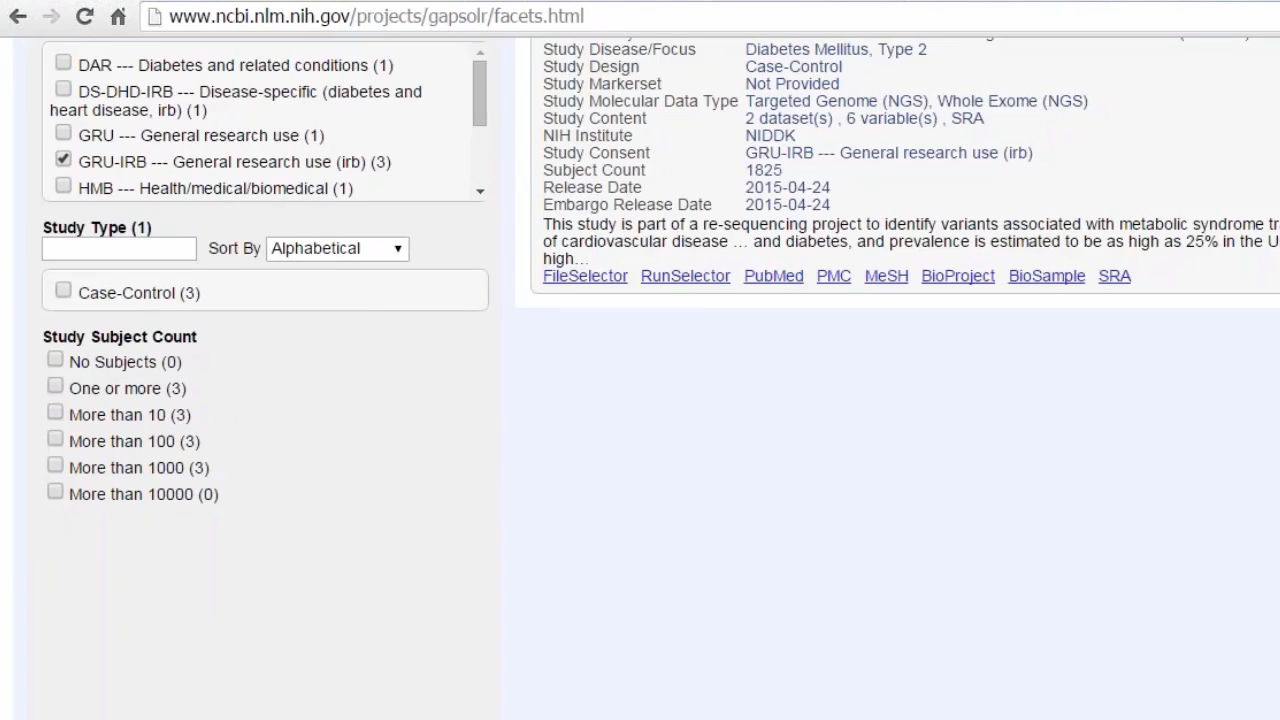 www.ncbi.nlm.nih.gov/projects/gapsolr/facets.html
DAR --- Diabetes and related conditions (1)
DS-DHD-IRB --- Disease-specific (diabetes and
heart disease, irb) (1)
GRU --- General research use (1)
GRU-IRB --- General research use (irb) (3)
HMB --- Health/medical/biomedical (1)
Study Type (1)
Sort By Alphabetical
Case-Control (3)
Study Subject Count
No Subjects (0)
One or more (3)
More than 10 (3)
More than 100 (3)
More than 1000 (3)
More than 10000 (0)
Study Disease/Focus Diabetes Mellitus, Type 2
Study Design Case-Control
Study Markerset Not Provided
Study Molecular Data Type Targeted Genome (NGS), Whole Exome (NGS)
Study Content 2 dataset(s) , 6 variable(s) , SRA
NIH Institute NIDDK
Study Consent GRU-IRB --- General research use (irb)
Subject Count 1825
Release Date 2015-04-24
Embargo Release Date 2015-04-24
This study is part of a re-sequencing project to identify variants associated with metabolic syndrome
of cardiovascular disease ... and diabetes, and prevalence is estimated to be as high as 25% in the
high...
FileSelector RunSelector PubMed PMC MeSH BioProject BioSample SRA